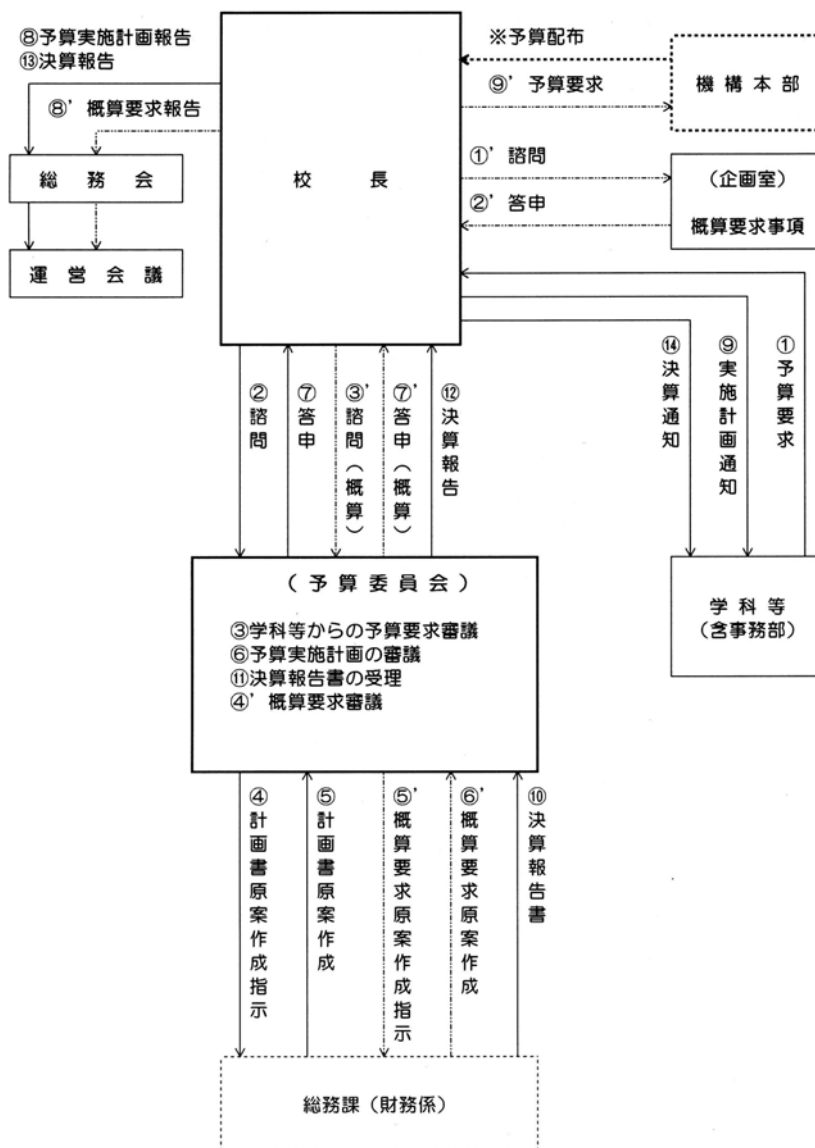 ⑧予算実施計画報告
⑬決算報告
⑧’概算要求報告
総務会
運営会議
校長
※予算配布
⑨’予算要求
機構本部
①’諮問
②’答申
(企画室)
概算要求事項
②諮問
⑦答申
③’諮問(概算)
⑦’答申(概算)
⑫決算報告
⑭決算通知
⑨実施計画通知
①予算要求
(予算委員会)
③学科等からの予算要求審議
⑥予算実施計画の審議
⑪決算報告書の受理
④’概算要求審議
学科等
(含事務部)
④計画書原案作成指示
⑤計画書原案作成
⑤’概算要求原案作成指示
⑥’概算要求原案作成
⑩決算報告書
総務課(財務係)